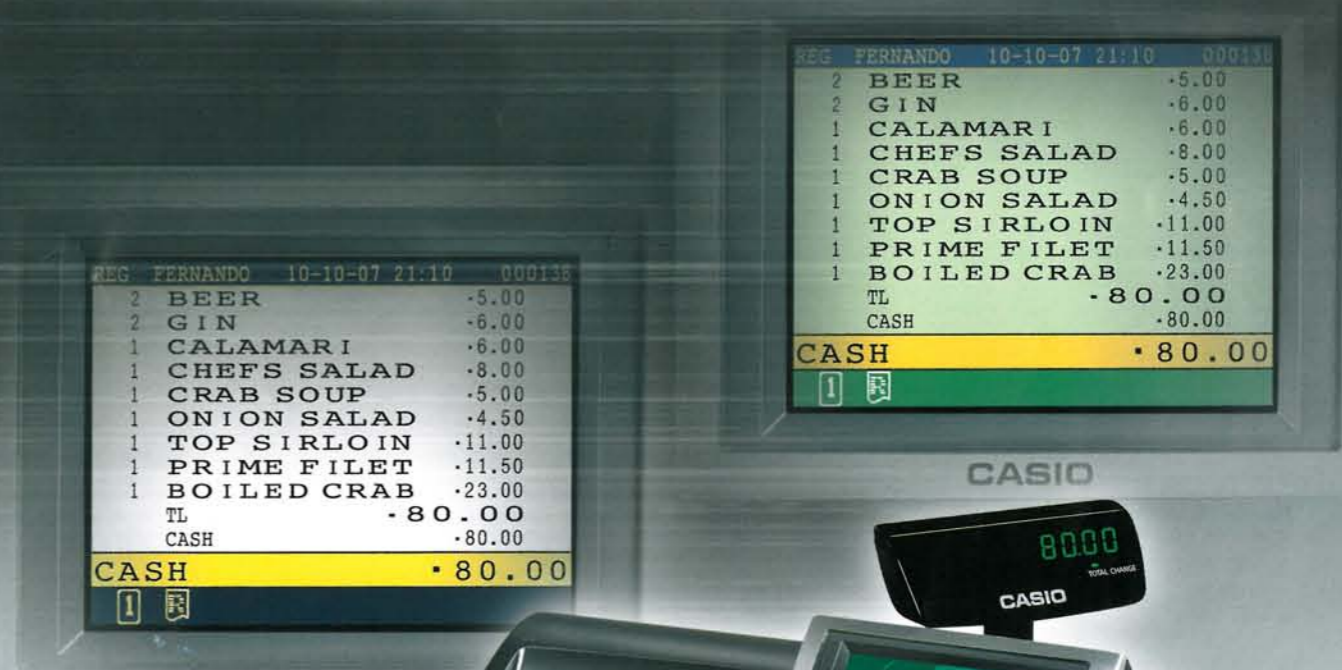 REG FERNANDO 10-10-07 21:10 000138
2 BEER ·5.00
2 GIN ·6.00
1 CALAMARI ·6.00
1 CHEFS SALAD ·8.00
1 CRAB SOUP ·5.00
1 ONION SALAD ·4.50
1 TOP SIRLOIN ·11.00
1 PRIME FILET ·11.50
1 BOILED CRAB ·23.00
TL ·80.00
CASH ·80.00
CASH ·80.00
1 R
REG FERNANDO 10-10-07 21:10 000138
2 BEER ·5.00
2 GIN ·6.00
1 CALAMARI ·6.00
1 CHEFS SALAD ·8.00
1 CRAB SOUP ·5.00
1 ONION SALAD ·4.50
1 TOP SIRLOIN ·11.00
1 PRIME FILET ·11.50
1 BOILED CRAB ·23.00
TL ·80.00
CASH ·80.00
CASH ·80.00
1 R
CASIO
80.00
TOTAL CHANGE
CASIO